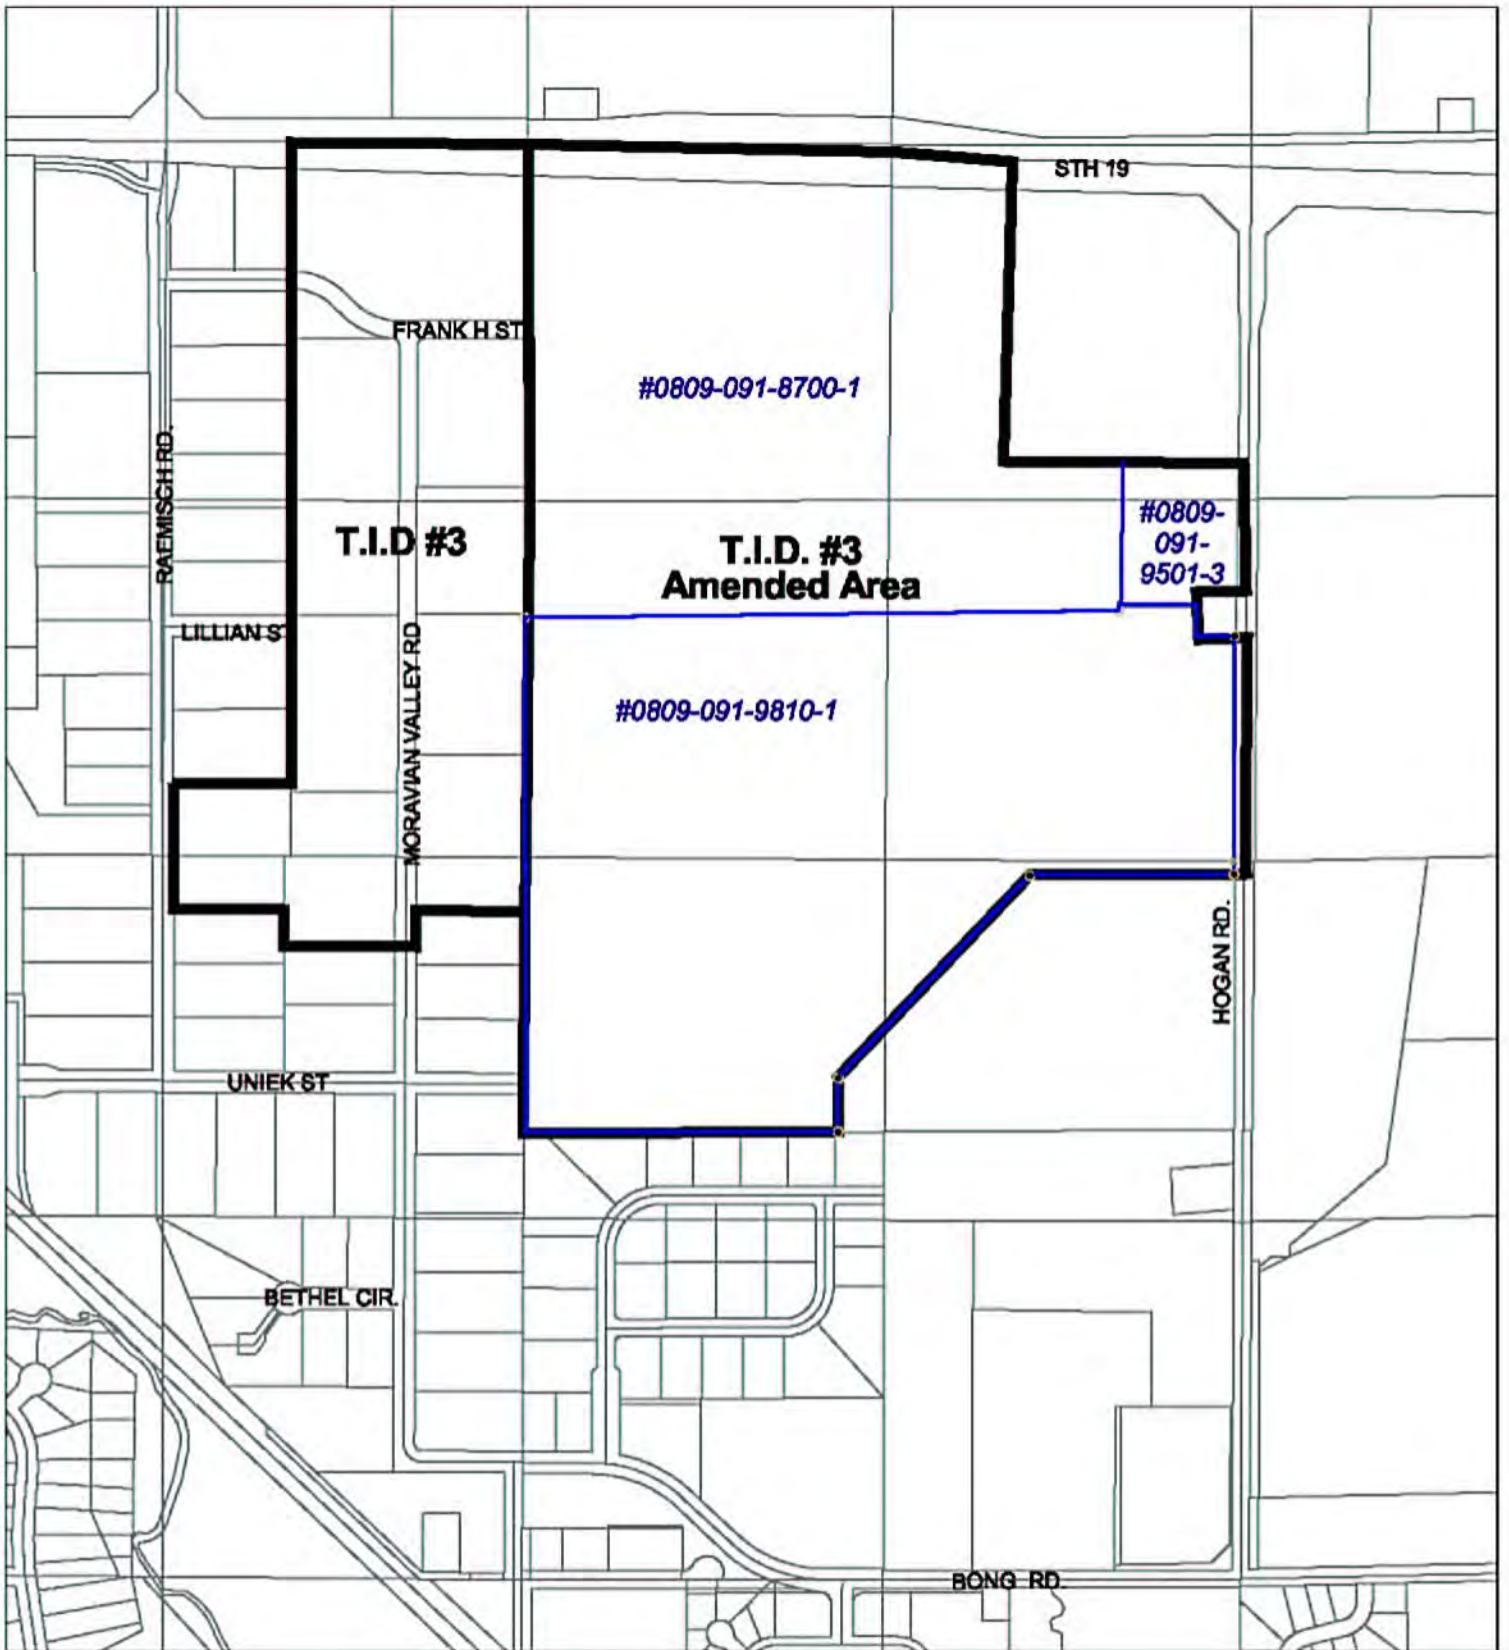 STH 19
FRANK H ST
#0809-091-8700-1
RAEMISCH RD.
#0809-
091-
9501-3
T.I.D #3
T.I.D. #3
Amended Area
LILLIAN S
MORAVIAN VALLEY RD
#0809-091-9810-1
HOGAN RD.
UNIEK ST
BETHEL CIR.
BONG RD.